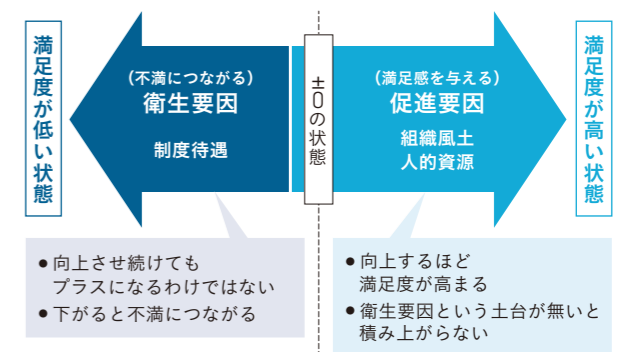 満足度が低い状態
(不満につながる)
衛生要因
制度待遇
±0の状態
(満足感を与える)
促進要因
組織風土
人的資源
満足度が高い状態
●向上させ続けても
プラスになるわけではない
●下がると不満につながる
●向上するほど
満足度が高まる
●衛生要因という土台が無いと
積み上がらない